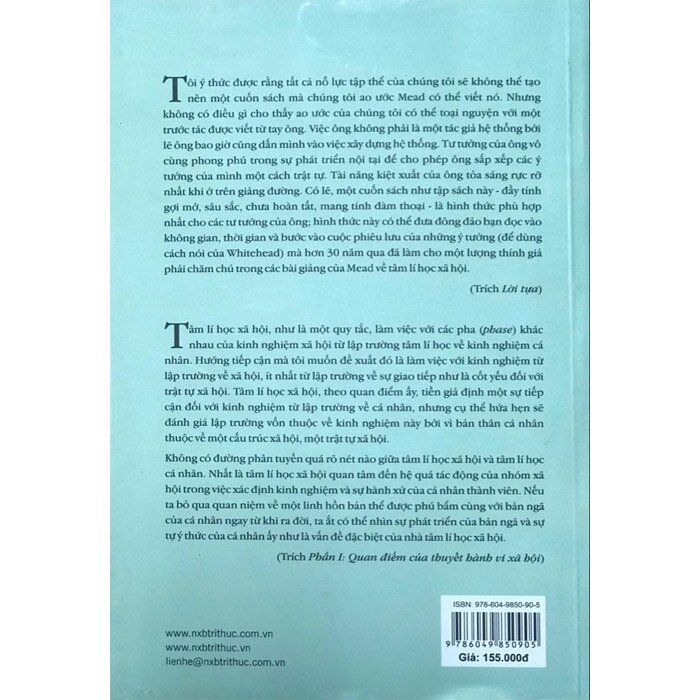 Tôi ý thức được rằng tất cả nỗ lực tập thể của chúng tôi sẽ không thể tạo
nên một cuốn sách mà chúng tôi ao ước Mead có thể viết nó. Nhưng
không có điều gì cho thấy ao ước của chúng tôi có thể toại nguyện với một
trước tác được viết từ tay ông. Việc ông không phải là một tác giả hệ thống bởi
lẽ ông bao giờ cũng dấn mình vào việc xây dựng hệ thống. Tư tưởng của ông vô
cùng phong phú trong sự phát triển nội tại để cho phép ông sắp xếp các ý
tưởng của mình một cách trật tự. Tài năng kiệt xuất của ông tỏa sáng rực rỡ
nhất khi ở trên giảng đường. Có lẽ, một cuốn sách như tập sách này - đầy tính
gợi mở, sâu sắc, chưa hoàn tất, mang tính đàm thoại - là hình thức phù hợp
nhất cho các tư tưởng của ông; hình thức này có thể đưa đông đảo bạn đọc vào
không gian, thời gian và bước vào cuộc phiêu lưu của những ý tưởng (để dùng
cách nói của Whitehead) mà hơn 30 năm qua đã làm cho một lượng thính giả
phải chăm chú trong các bài giảng của Mead về tâm lí học xã hội.
(Trích Lời tựa)
Tâm lí học xã hội, như là một quy tắc, làm việc với các pha (phase) khác
nhau của kinh nghiệm xã hội từ lập trường tâm lí học về kinh nghiệm cá
nhân. Hướng tiếp cận mà tôi muốn đề xuất đó là làm việc với kinh nghiệm từ
lập trường về xã hội, ít nhất từ lập trường về sự giao tiếp như là cốt yếu đối với
trật tự xã hội. Tâm lí học xã hội, theo quan điểm ấy, tiền giả định một sự tiếp
cận đối với kinh nghiệm từ lập trường về cá nhân, nhưng cụ thể hứa hẹn sẽ
đánh giá lập trường vốn thuộc về kinh nghiệm này bởi vì bản thân cá nhân
thuộc về một cấu trúc xã hội, một trật tự xã hội.
Không có đường phân tuyến quá rõ nét nào giữa tâm lí học xã hội và tâm lí học
cá nhân. Nhất là tâm lí học xã hội quan tâm đến hệ quả tác động của nhóm xã
hội trong việc xác định kinh nghiệm và sự hành xử của cá nhân thành viên. Nếu
ta bỏ qua quan niệm về một linh hồn bản thể được phú bẩm cùng với bản ngã
của cá nhân ngay từ khi ra đời, ta ắt có thể nhìn sự phát triển của bản ngã và sự
tự ý thức của cá nhân ấy như là vấn đề đặc biệt của nhà tâm lí học xã hội.
(Trích Phần I: Quan điểm của thuyết hành vi xã hội)
www.nxbtrithuc.com.vn
www.nxbtrithuc.vn
lienhe@nxbtrithuc.com.vn
ISBN: 978-604-9850-90-5
9 786049 850905
Giá: 155.000đ